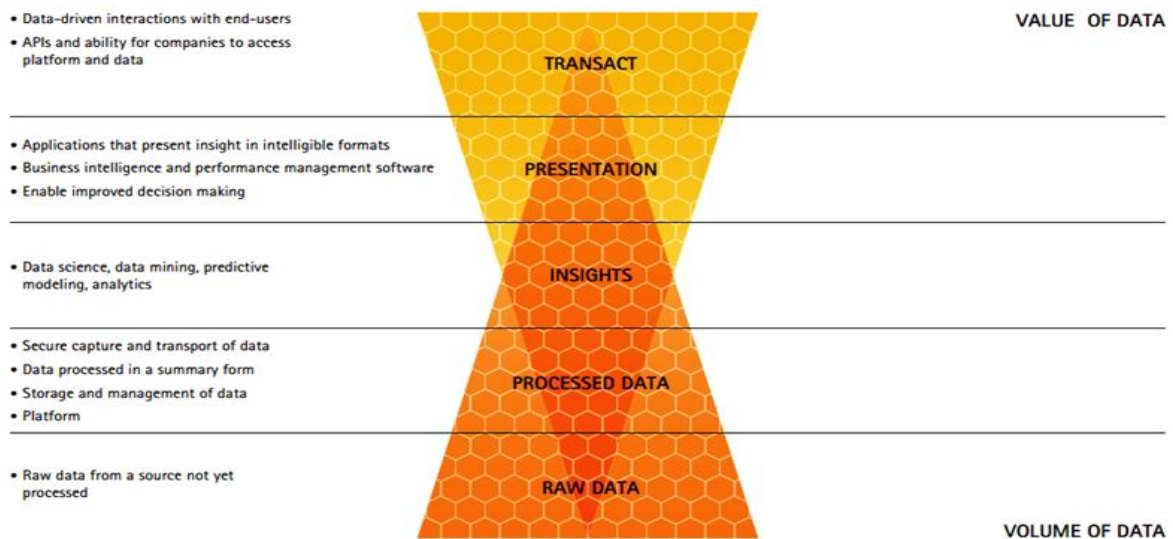 • Data-driven interactions with end-users
• APIs and ability for companies to access
platform and data
TRANSACT
VALUE OF DATA
• Applications that present insight in intelligible formats
• Business intelligence and performance management software
• Enable improved decision making
PRESENTATION
• Data science, data mining, predictive
modeling, analytics
INSIGHTS
• Secure capture and transport of data
• Data processed in a summary form
• Storage and management of data
• Platform
PROCESSED DATA
• Raw data from a source not yet
processed
RAW DATA
VOLUME OF DATA